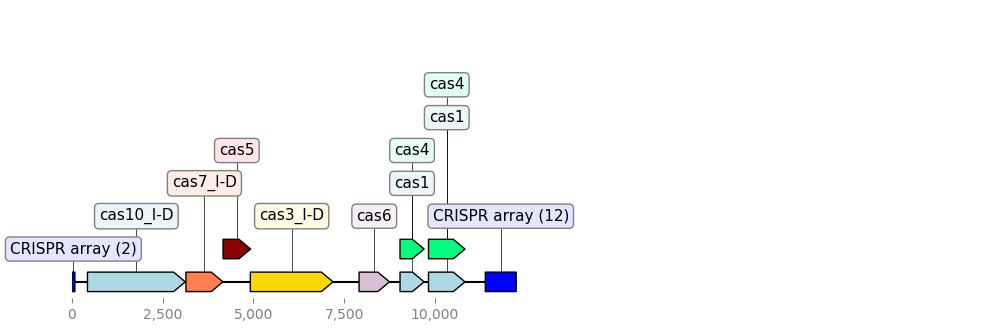 cas4
cas1
cas5
cas4
cas7_I-D
cas1
cas10_I-D
cas3_I-D
cas6
CRISPR array (12)
CRISPR array (2)
0
2,500
5,000
7,500
10,000